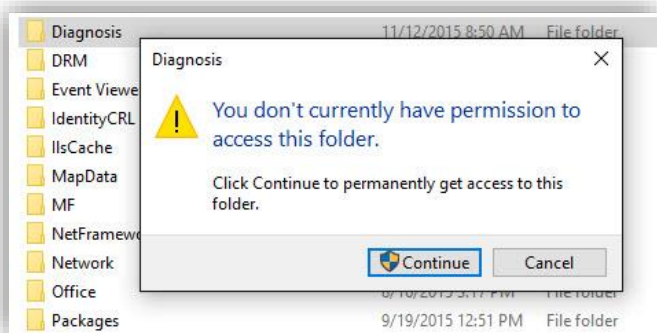 Diagnosis 11/12/2015 8:50 AM File folder
DRM
Event Viewe
IdentityCRL
IlsCache
MapData
MF
NetFramewo
Network
Office
Packages 9/19/2015 12:51 PM File folder
Diagnosis
You don't currently have permission to
access this folder.
Click Continue to permanently get access to this
folder.
Continue Cancel